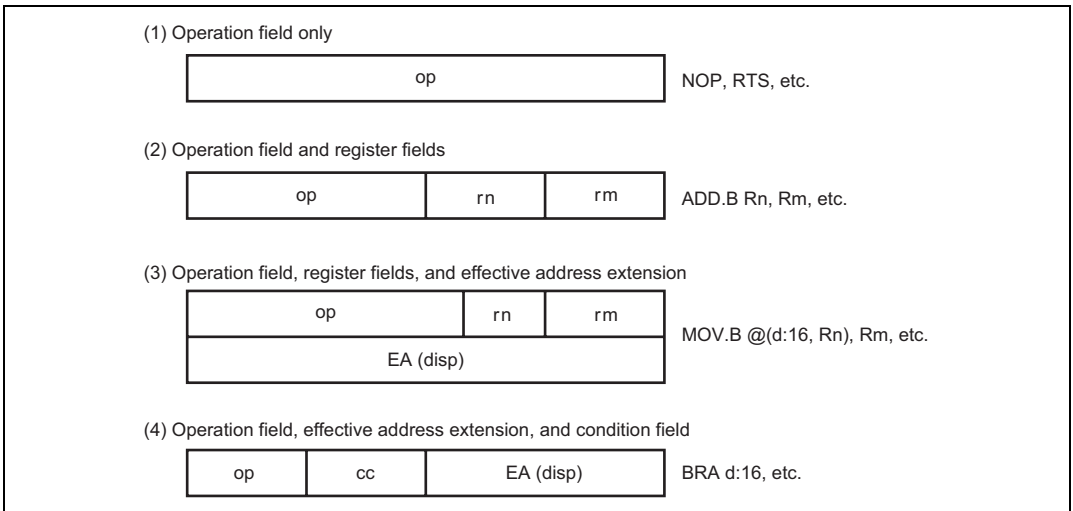 (1) Operation field only
op
NOP, RTS, etc.
(2) Operation field and register fields
op rn rm
ADD.B Rn, Rm, etc.
(3) Operation field, register fields, and effective address extension
op rn rm
EA (disp)
MOV.B @(d:16, Rn), Rm, etc.
(4) Operation field, effective address extension, and condition field
op cc EA (disp)
BRA d:16, etc.